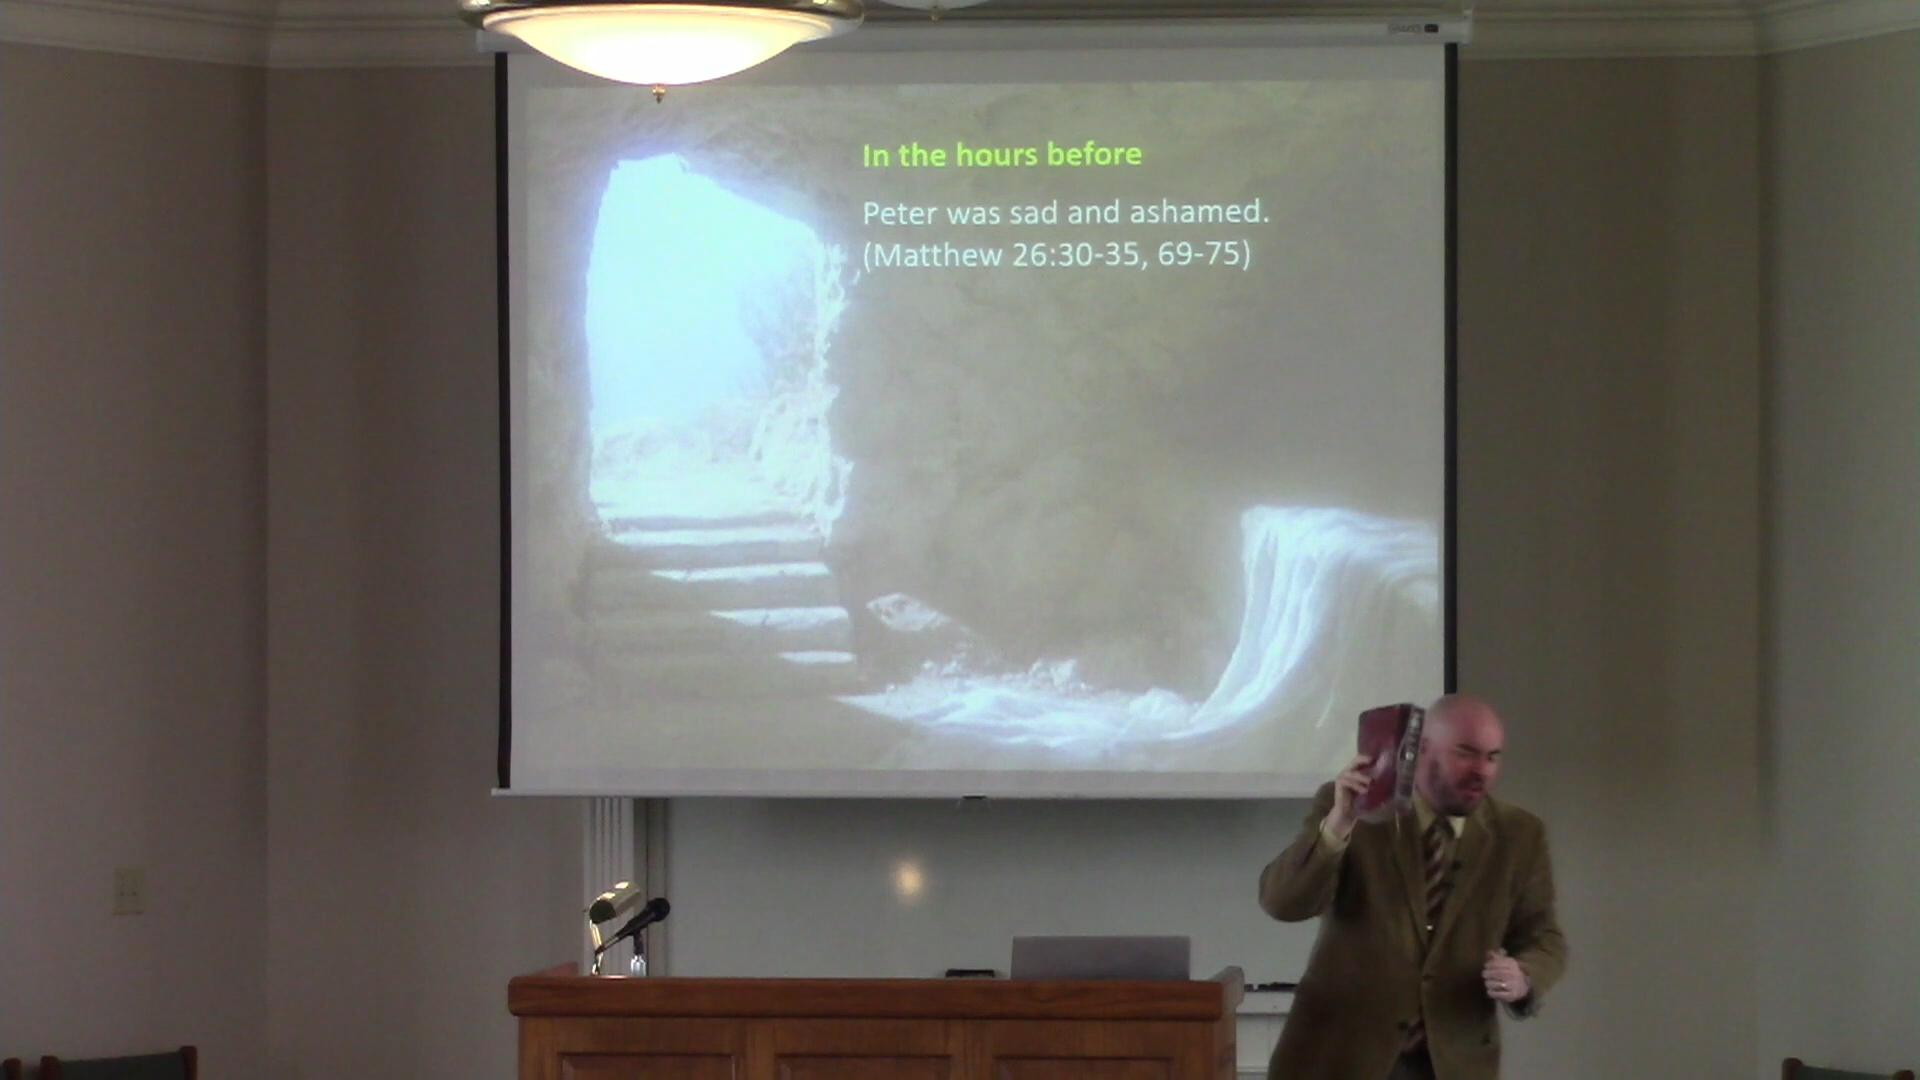 In the hours before
Peter was sad and ashamed.
(Matthew 26:30-35, 69-75)